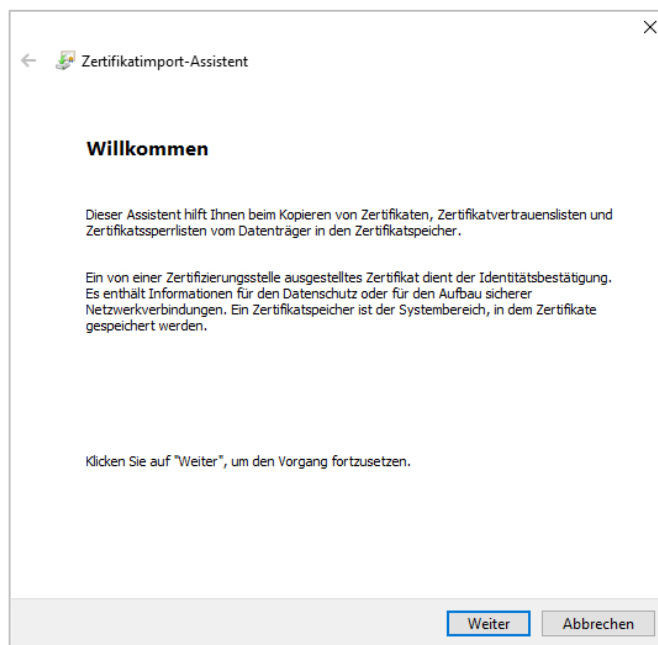 Zertifikatimport-Assistent
Willkommen
Dieser Assistent hilft Ihnen beim Kopieren von Zertifikaten, Zertifikatvertrauenslisten und
Zertifikatssperrlisten vom Datenträger in den Zertifikatspeicher.
Ein von einer Zertifizierungsstelle ausgestelltes Zertifikat dient der Identitätsbestätigung.
Es enthält Informationen für den Datenschutz oder für den Aufbau sicherer
Netzwerkverbindungen. Ein Zertifikatspeicher ist der Systembereich, in dem Zertifikate
gespeichert werden.
Klicken Sie auf "Weiter", um den Vorgang fortzusetzen.
Weiter Abbrechen